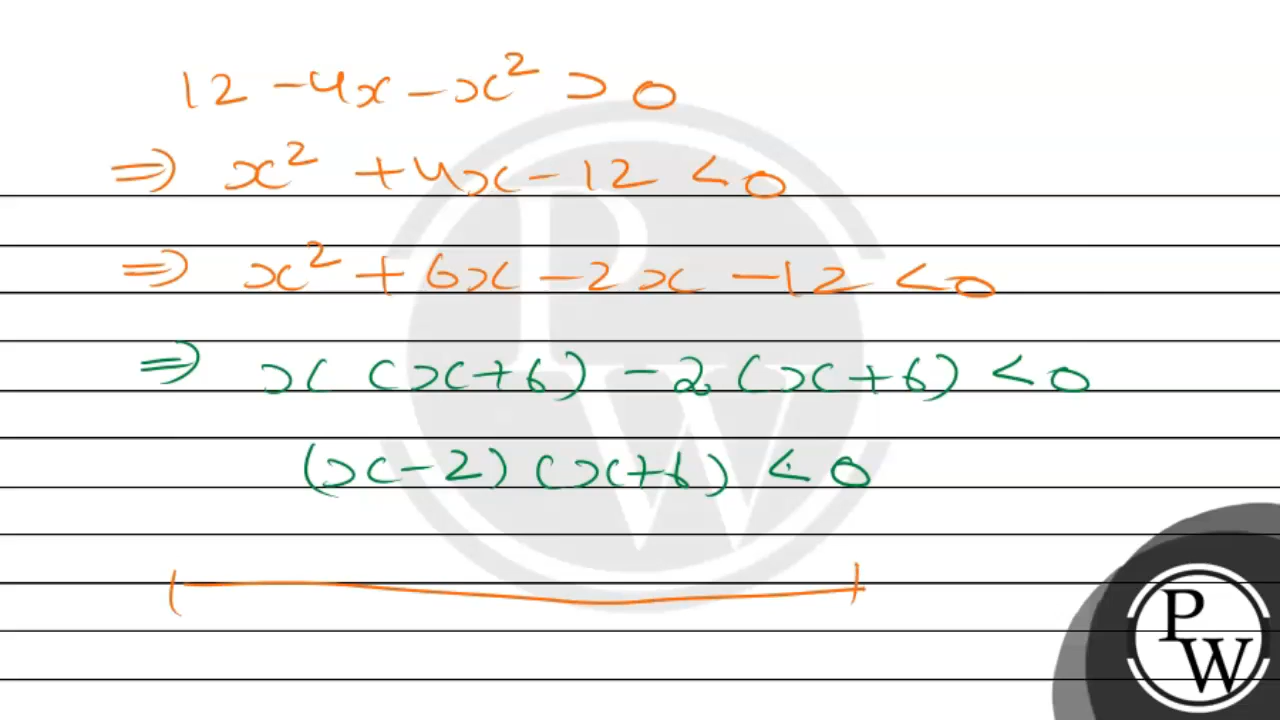 12 - 4x - x² > 0
⇒ x² + 4x - 12 < 0
⇒ x² + 6x - 2x - 12 < 0
⇒ x (x+6) - 2 (x+6) < 0
(x-2) (x+6) < 0
P
W
P
W